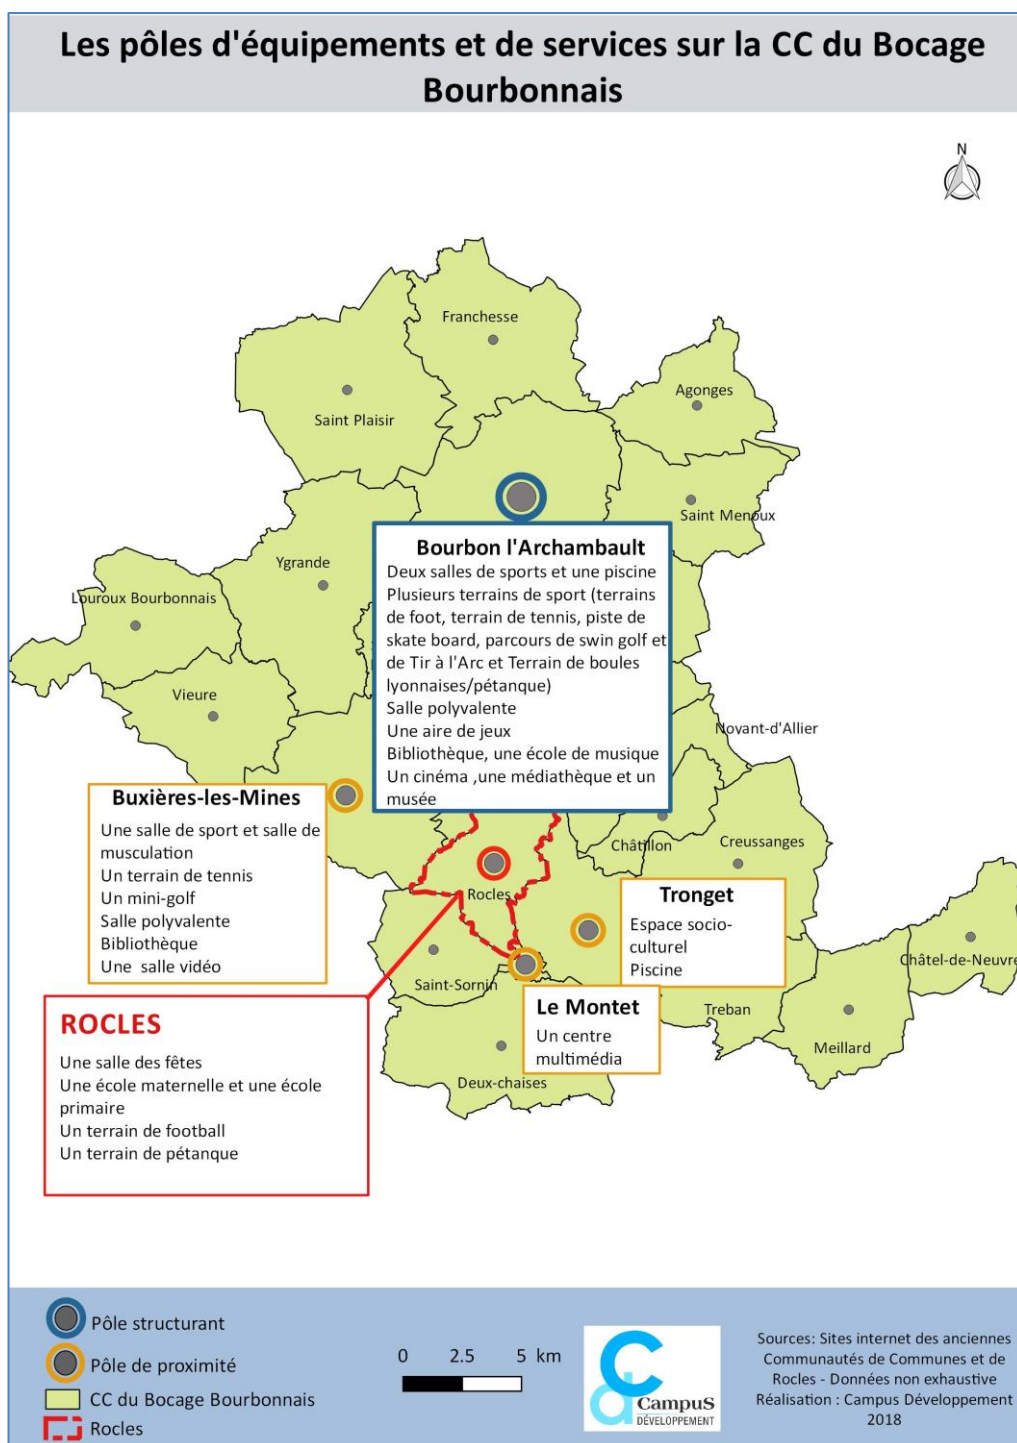 Les pôles d'équipements et de services sur la CC du Bocage
Bourbonnais
N
Franchesse
Agonges
Saint Plaisir
Saint Menoux
Ygrande
Louroux Bourbonnais
Vieure
Bourbon l'Archambault
Deux salles de sports et une piscine
Plusieurs terrains de sport (terrains
de foot, terrain de tennis, piste de
skate board, parcours de swin golf et
de Tir à l'Arc et Terrain de boules
lyonnaises/pétanque)
Salle polyvalente
Une aire de jeux
Bibliothèque, une école de musique
Un cinéma ,une médiathèque et un
musée
Noyant-d'Allier
Buxières-les-Mines
Une salle de sport et salle de
musculation
Un terrain de tennis
Un mini-golf
Salle polyvalente
Bibliothèque
Une salle vidéo
Châtillon
Creussanges
Rocles
Tronget
Espace socio-
culturel
Piscine
Châtel-de-Neuvre
Saint-Sornin
Le Montet
Un centre
multimédia
Treban
Meillard
Deux-chaises
ROCLES
Une salle des fêtes
Une école maternelle et une école
primaire
Un terrain de football
Un terrain de pétanque
Pôle structurant
Pôle de proximité
CC du Bocage Bourbonnais
Rocles
0 2.5 5 km
CC
d
CampuS
DÉVELOPPEMENT
Sources: Sites internet des anciennes
Communautés de Communes et de
Rocles - Données non exhaustive
Réalisation : Campus Développement
2018